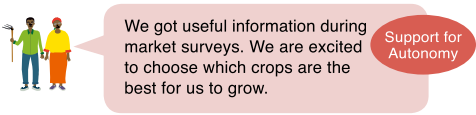 We got useful information during
market surveys. We are excited
to choose which crops are the
best for us to grow.
Support for
Autonomy